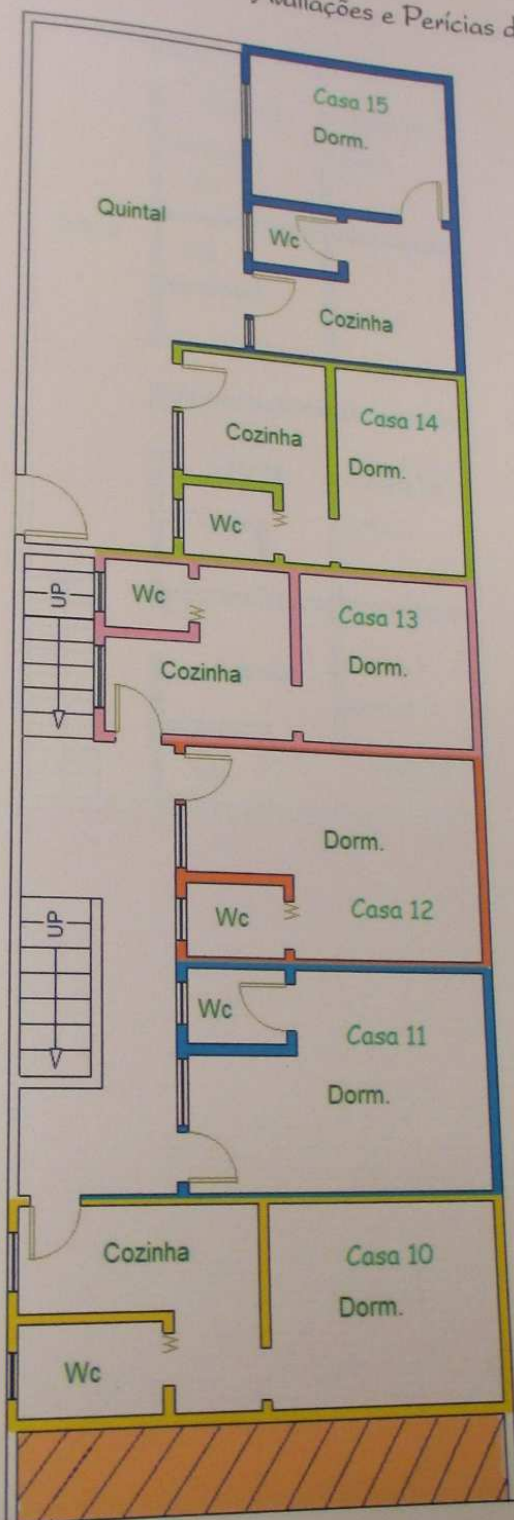 e Perícias
Casa 15
Dorm.
Quintal
Wc
Cozinha
Casa 14
Cozinha
Dorm.
Wc
UP
Wc
Casa 13
Cozinha
Dorm.
Dorm.
UP
Wc
Casa 12
Wc
Casa 11
Dorm.
Cozinha
Casa 10
Dorm.
Wc